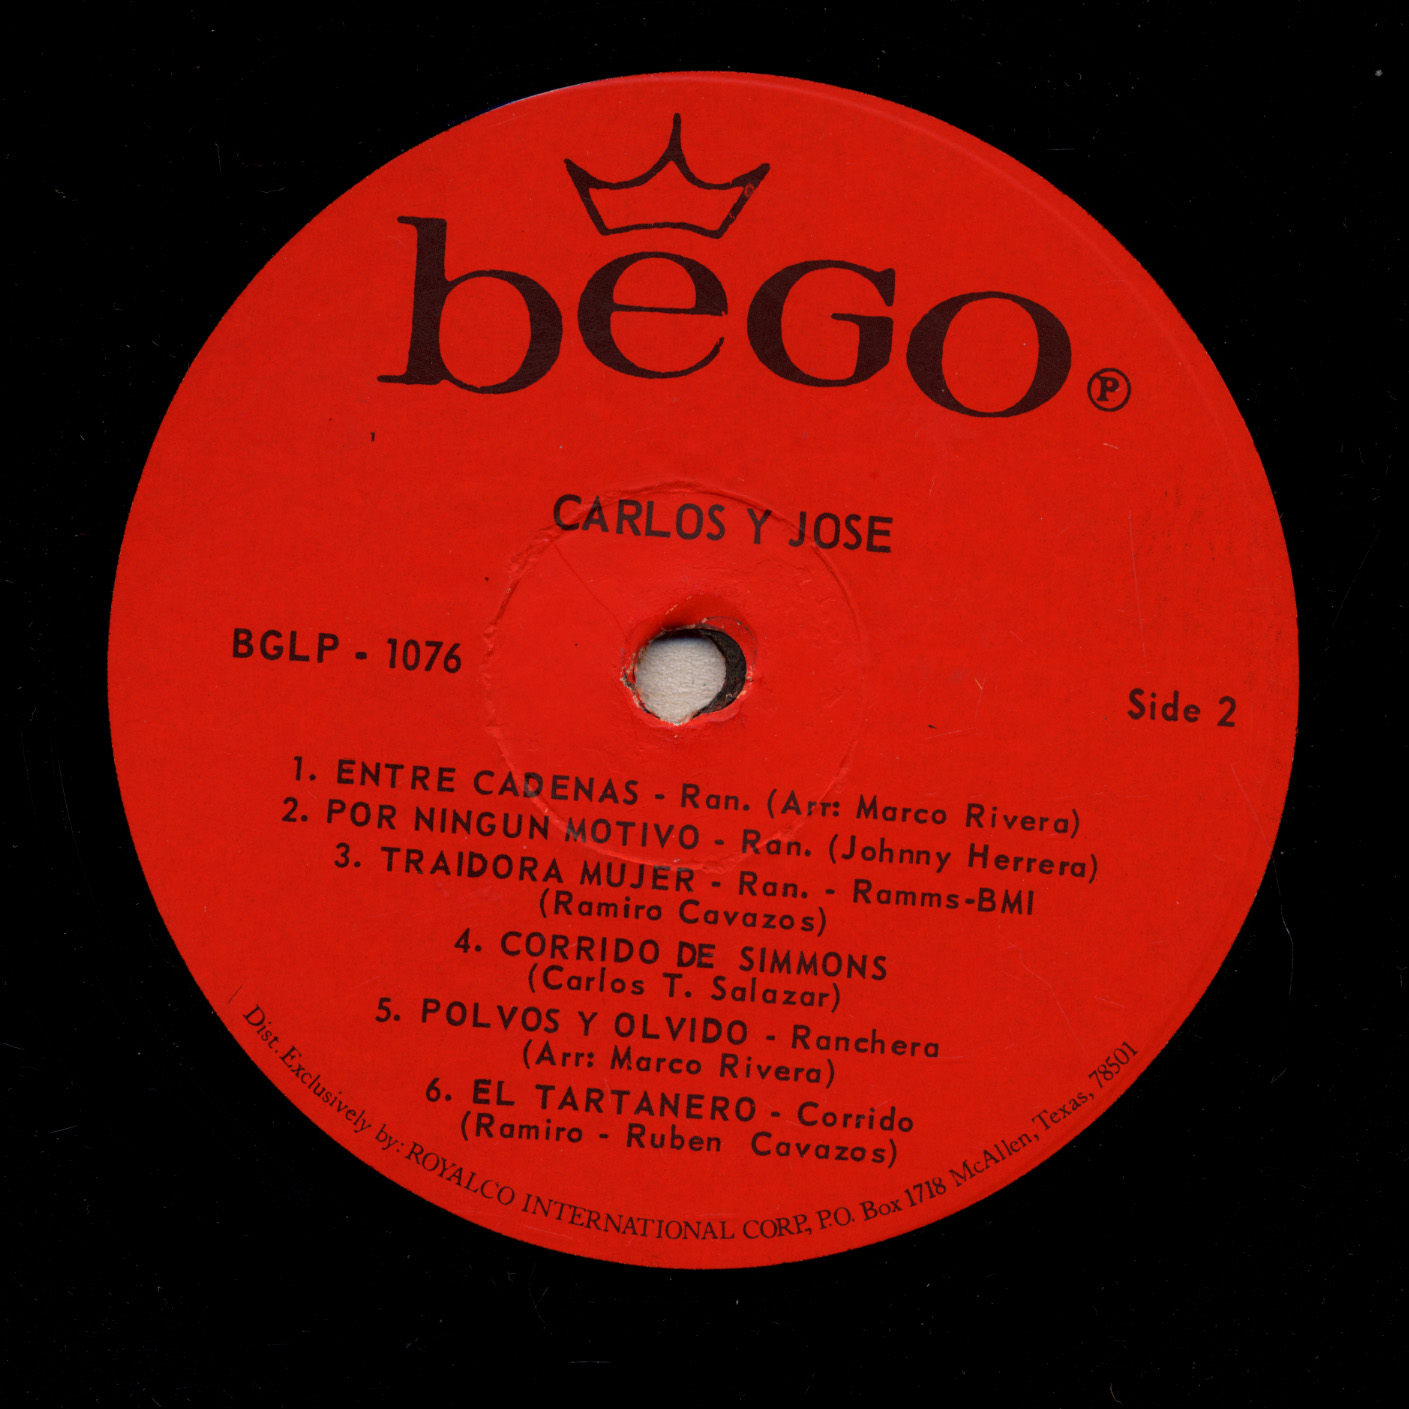 bego ℗
CARLOS Y JOSE
BGLP - 1076
Side 2
1. ENTRE CADENAS - Ran. (Arr: Marco Rivera)
2. POR NINGUN MOTIVO - Ran. (Johnny Herrera)
3. TRAIDORA MUJER - Ran. - Ramms-BMI
(Ramiro Cavazos)
4. CORRIDO DE SIMMONS
(Carlos T. Salazar)
5. POLVOS Y OLVIDO - Ranchera
(Arr: Marco Rivera)
6. EL TARTANERO - Corrido
(Ramiro - Ruben Cavazos)
Dist. Exclusively by: ROYALCO INTERNATIONAL CORP., P.O. Box 1718 McAllen, Texas, 78501